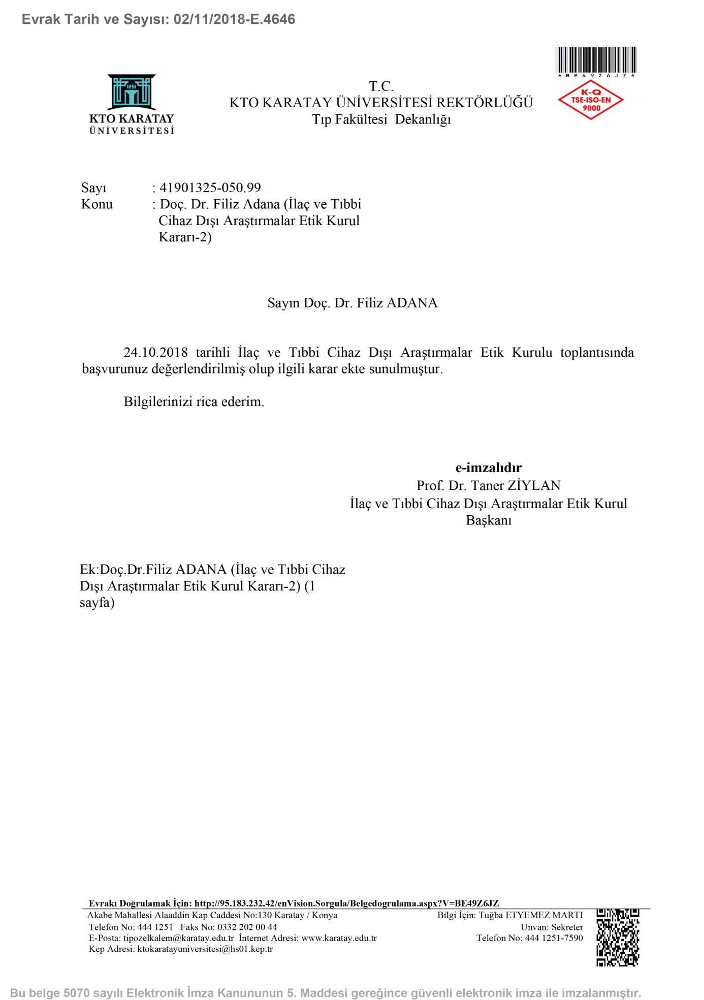 Evrak Tarih ve Sayısı: 02/11/2018-E.4646
*BE49Z6JZ*
K-Q
TSE-ISO-EN
9000
1251
KTO KARATAY
ÜNİVERSİTESİ
T.C.
KTO KARATAY ÜNİVERSİTESİ REKTÖRLÜĞÜ
Tıp Fakültesi Dekanlığı
Sayı : 41901325-050.99
Konu : Doç. Dr. Filiz Adana (İlaç ve Tıbbi
Cihaz Dışı Araştırmalar Etik Kurul
Kararı-2)
Sayın Doç. Dr. Filiz ADANA
24.10.2018 tarihli İlaç ve Tıbbi Cihaz Dışı Araştırmalar Etik Kurulu toplantısında
başvurunuz değerlendirilmiş olup ilgili karar ekte sunulmuştur.
Bilgilerinizi rica ederim.
e-imzalıdır
Prof. Dr. Taner ZİYLAN
İlaç ve Tıbbi Cihaz Dışı Araştırmalar Etik Kurul
Başkanı
Ek:Doç.Dr.Filiz ADANA (İlaç ve Tıbbi Cihaz
Dışı Araştırmalar Etik Kurul Kararı-2) (1
sayfa)
Evrakı Doğrulamak İçin: http://95.183.232.42/enVision.Sorgula/Belgedogrulama.aspx?V=BE49Z6JZ
Akabe Mahallesi Alaaddin Kap Caddesi No:130 Karatay / Konya
Telefon No: 444 1251 Faks No: 0332 202 00 44
E-Posta: tipozelkalem@karatay.edu.tr İnternet Adresi: www.karatay.edu.tr
Kep Adresi: ktokaratayuniversitesi@hs01.kep.tr
Bilgi İçin: Tuğba ETYEMEZ MARTI
Unvan: Sekreter
Telefon No: 444 1251-7590
Bu belge 5070 sayılı Elektronik İmza Kanununun 5. Maddesi gereğince güvenli elektronik imza ile imzalanmıştır.